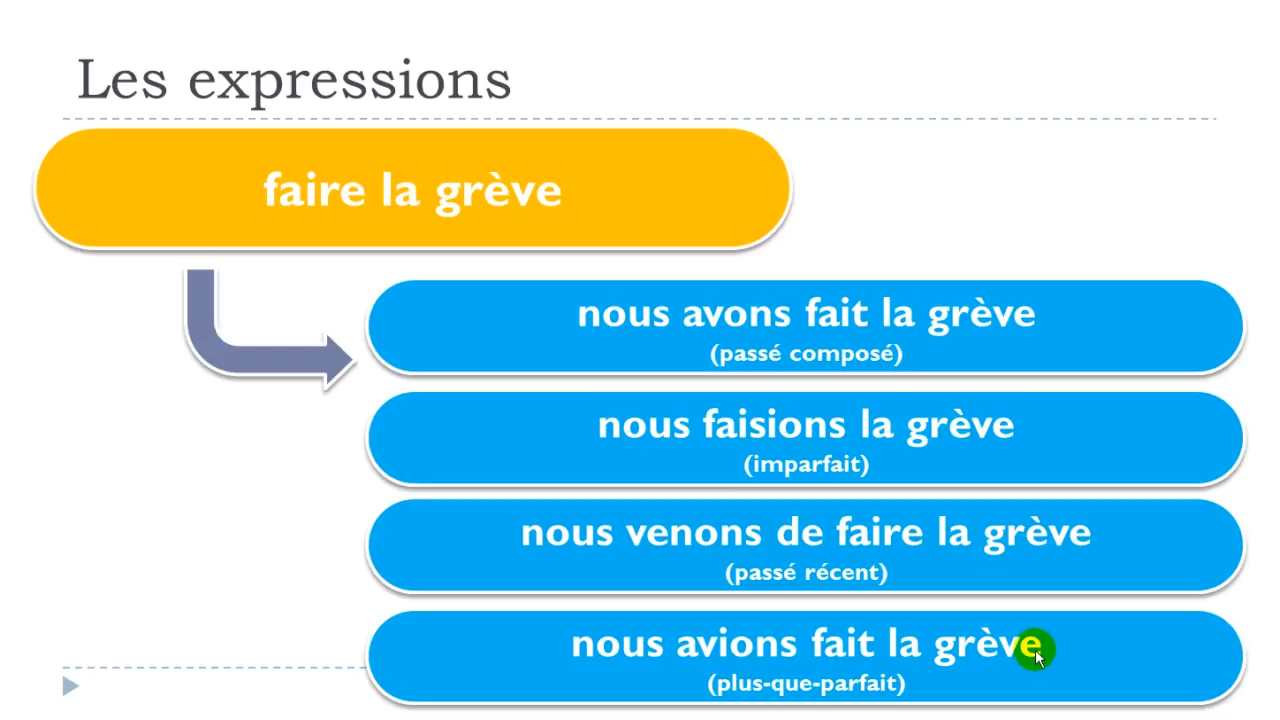 Les expressions
faire la grève
nous avons fait la grève
(passé composé)
nous faisions la grève
(imparfait)
nous venons de faire la grève
(passé récent)
nous avions fait la grève
(plus-que-parfait)